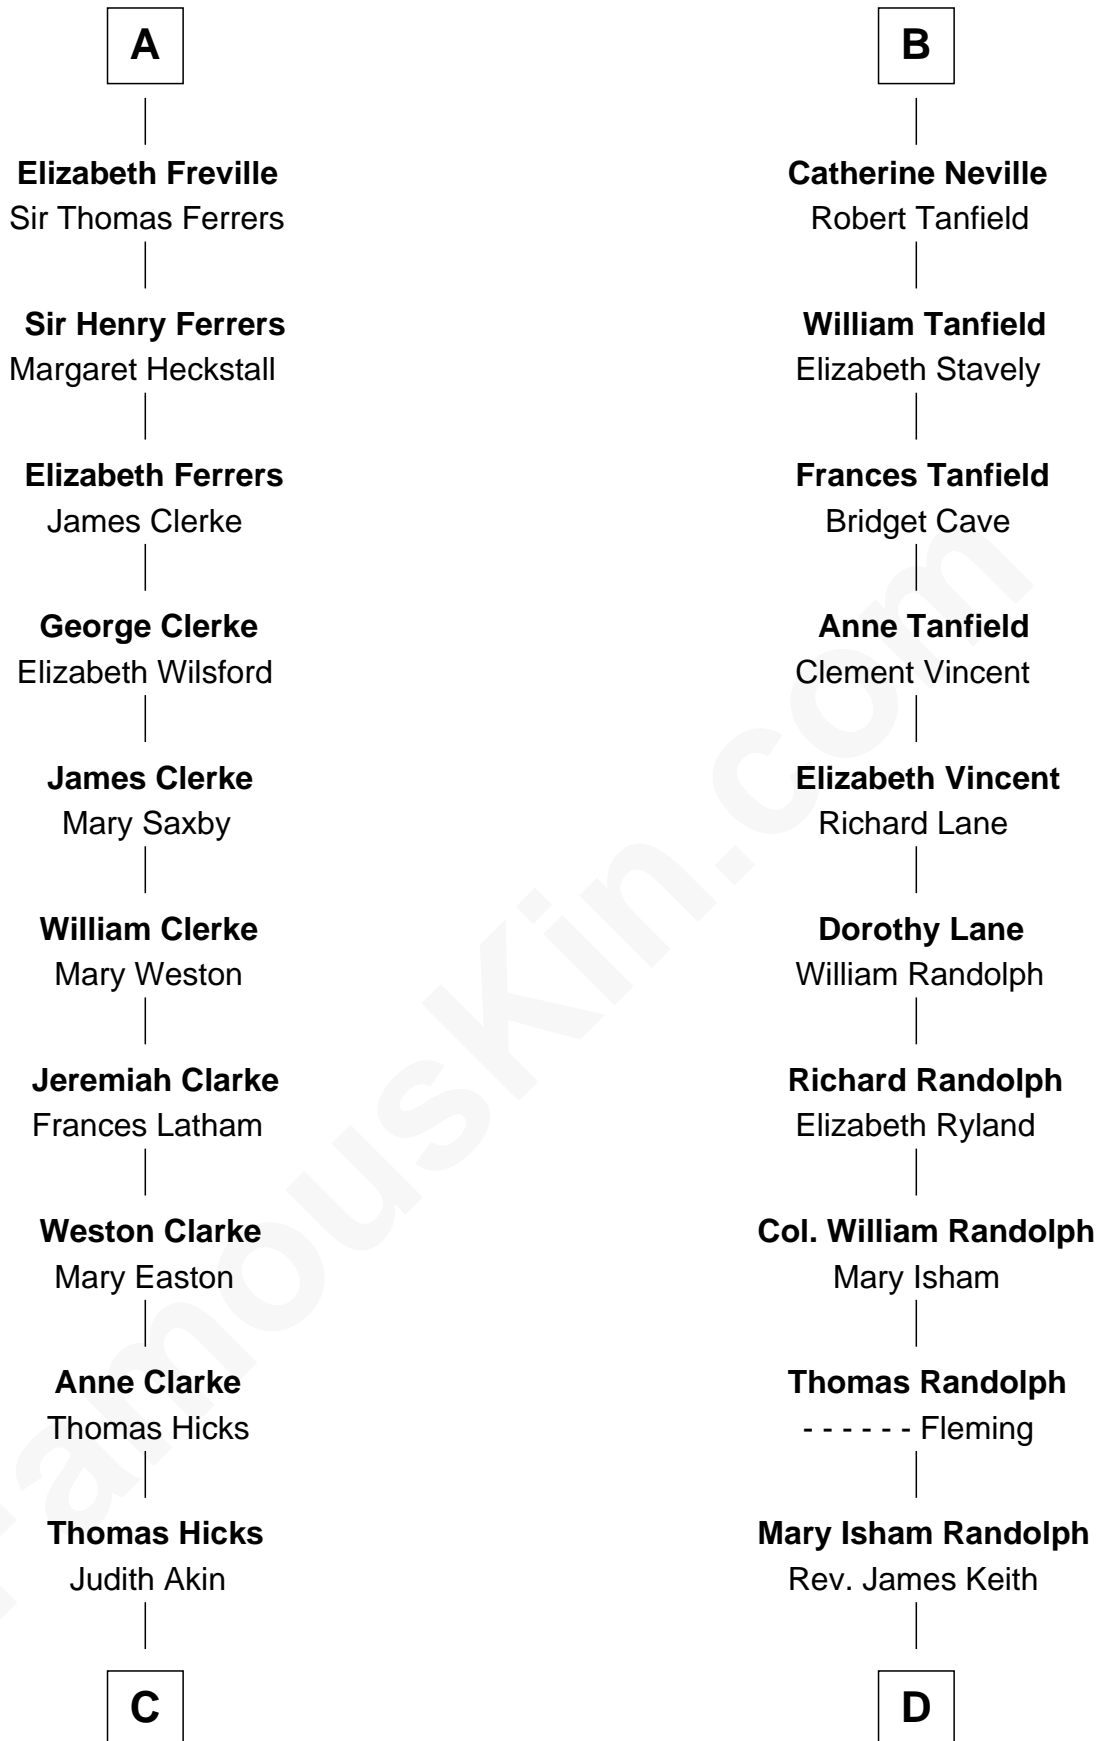 A
Elizabeth Freville
Sir Thomas Ferrers
Sir Henry Ferrers
Margaret Heckstall
Elizabeth Ferrers
James Clerke
George Clerke
Elizabeth Wilsford
James Clerke
Mary Saxby
William Clerke
Mary Weston
Jeremiah Clarke
Frances Latham
Weston Clarke
Mary Easton
Anne Clarke
Thomas Hicks
Thomas Hicks
Judith Akin
C
B
Catherine Neville
Robert Tanfield
William Tanfield
Elizabeth Stavely
Frances Tanfield
Bridget Cave
Anne Tanfield
Clement Vincent
Elizabeth Vincent
Richard Lane
Dorothy Lane
William Randolph
Richard Randolph
Elizabeth Ryland
Col. William Randolph
Mary Isham
Thomas Randolph
- - - - - - Fleming
Mary Isham Randolph
Rev. James Keith
D
FamousKin.com